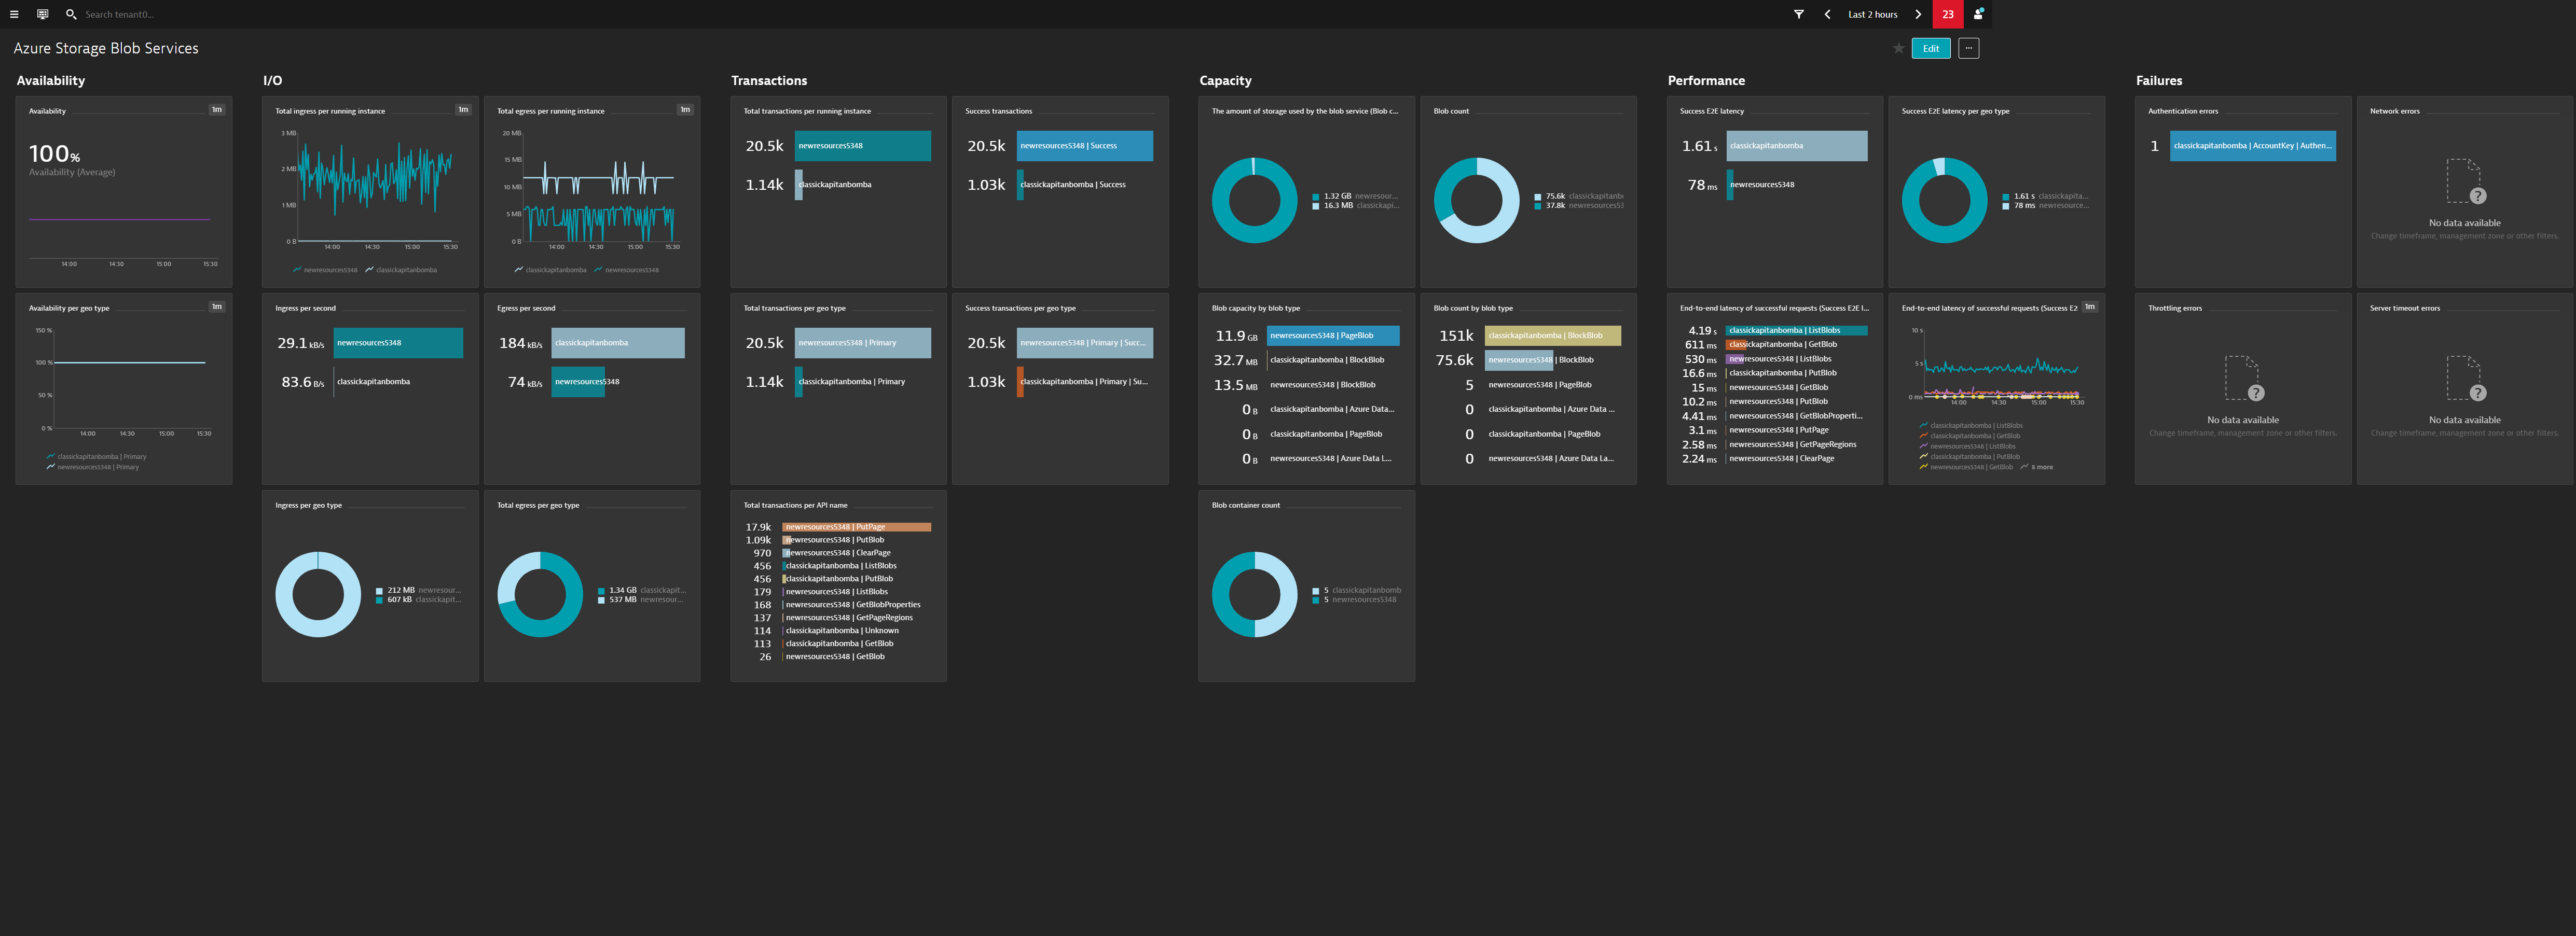 Search tenant0...
Last 2 hours
23
Azure Storage Blob Services
Edit
...
Availability
Availability
1m
100%
Availability (Average)
14:00 14:30 15:00 15:30
Availability per geo type
1m
150 %
100 %
50 %
0 %
14:00 14:30 15:00 15:30
classickapitanbomba | Primary
newresources5348 | Primary
I/O
Total ingress per running instance
1m
3 MB
2 MB
1 MB
0 B
14:00 14:30 15:00 15:30
newresources5348 classickapitanbomba
Total egress per running instance
1m
20 MB
15 MB
10 MB
5 MB
0 B
14:00 14:30 15:00 15:30
classickapitanbomba newresources5348
Ingress per second
29.1 kB/s newresources5348
83.6 B/s classickapitanbomba
Egress per second
184 kB/s classickapitanbomba
74 kB/s newresources5348
Ingress per geo type
212 MB newresour...
607 kB classickapit...
Total egress per geo type
1.34 GB classickapit...
537 MB newresour...
Transactions
Total transactions per running instance
20.5k newresources5348
1.14k classickapitanbomba
Success transactions
20.5k newresources5348 | Success
1.03k classickapitanbomba | Success
Total transactions per geo type
20.5k newresources5348 | Primary
1.14k classickapitanbomba | Primary
Success transactions per geo type
20.5k newresources5348 | Primary | Succ...
1.03k classickapitanbomba | Primary | Su...
Total transactions per API name
17.9k newresources5348 | PutPage
1.09k newresources5348 | PutBlob
970 newresources5348 | ClearPage
456 classickapitanbomba | ListBlobs
456 classickapitanbomba | PutBlob
179 newresources5348 | ListBlobs
168 newresources5348 | GetBlobProperties
137 newresources5348 | GetPageRegions
114 classickapitanbomba | Unknown
113 classickapitanbomba | GetBlob
26 newresources5348 | GetBlob
Capacity
The amount of storage used by the blob service (Blob c...
1.32 GB newresour...
16.3 MB classickapi...
Blob count
75.6k classickapitanb
37.8k newresources53
Blob capacity by blob type
11.9 GB newresources5348 | PageBlob
32.7 MB classickapitanbomba | BlockBlob
13.5 MB newresources5348 | BlockBlob
0 B classickapitanbomba | Azure Data...
0 B classickapitanbomba | PageBlob
0 B newresources5348 | Azure Data L...
Blob count by blob type
151k classickapitanbomba | BlockBlob
75.6k newresources5348 | BlockBlob
5 newresources5348 | PageBlob
0 classickapitanbomba | Azure Data ...
0 classickapitanbomba | PageBlob
0 newresources5348 | Azure Data La...
Blob container count
5 classickapitanbomb
5 newresources5348
Performance
Success E2E latency
1.61 s classickapitanbomba
78 ms newresources5348
Success E2E latency per geo type
1.61 s classickapita...
78 ms newresource...
End-to-end latency of successful requests (Success E2E l...
4.19 s classickapitanbomba | ListBlobs
611 ms classickapitanbomba | GetBlob
530 ms newresources5348 | ListBlobs
16.6 ms classickapitanbomba | PutBlob
15 ms newresources5348 | GetBlob
10.2 ms newresources5348 | PutBlob
4.41 ms newresources5348 | GetBlobProperti...
3.1 ms newresources5348 | PutPage
2.58 ms newresources5348 | GetPageRegions
2.24 ms newresources5348 | ClearPage
End-to-end latency of successful requests (Success E2
1m
10 s
5 s
0 ms
14:00 14:30 15:00 15:30
classickapitanbomba | ListBlobs
classickapitanbomba | GetBlob
newresources5348 | ListBlobs
classickapitanbomba | PutBlob
newresources5348 | GetBlob 5 more
Failures
Authentication errors
1 classickapitanbomba | AccountKey | Authen...
Network errors
?
No data available
Change timeframe, management zone or other filters.
Throttling errors
?
No data available
Change timeframe, management zone or other filters.
Server timeout errors
?
No data available
Change timeframe, management zone or other filters.